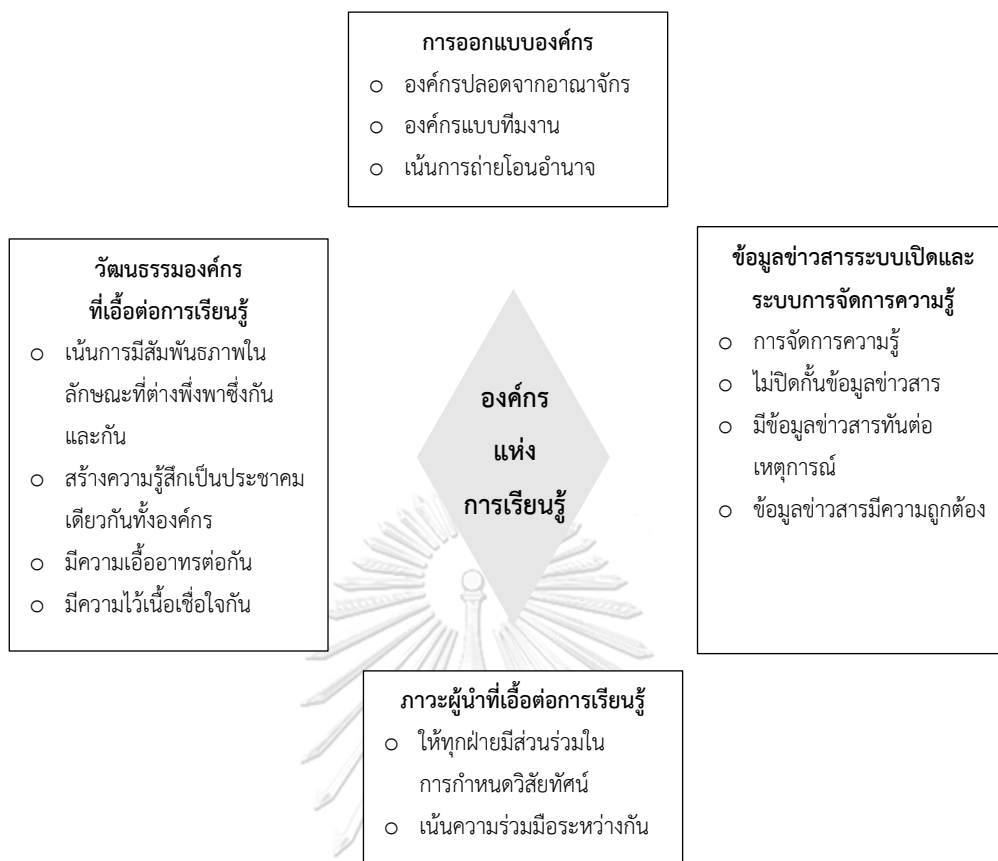 การออกแบบองค์กร
o องค์กรปลอดจากอาณาจักร
o องค์กรแบบทีมงาน
o เน้นการถ่ายโอนอำนาจ
วัฒนธรรมองค์กร
ที่เอื้อต่อการเรียนรู้
o เน้นการมีสัมพันธภาพใน
ลักษณะที่ต่างพึ่งพาซึ่งกัน
และกัน
o สร้างความรู้สึกเป็นประชาคม
เดียวกันทั้งองค์กร
o มีความเอื้ออาทรต่อกัน
o มีความไว้เนื้อเชื่อใจกัน
องค์กร
แห่ง
การเรียนรู้
ข้อมูลข่าวสารระบบเปิดและ
ระบบการจัดการความรู้
o การจัดการความรู้
o ไม่ปิดกั้นข้อมูลข่าวสาร
o มีข้อมูลข่าวสารทันต่อ
เหตุการณ์
o ข้อมูลข่าวสารมีความถูกต้อง
ภาวะผู้นำที่เอื้อต่อการเรียนรู้
o ให้ทุกฝ่ายมีส่วนร่วมใน
การกำหนดวิสัยทัศน์
o เน้นความร่วมมือระหว่างกัน